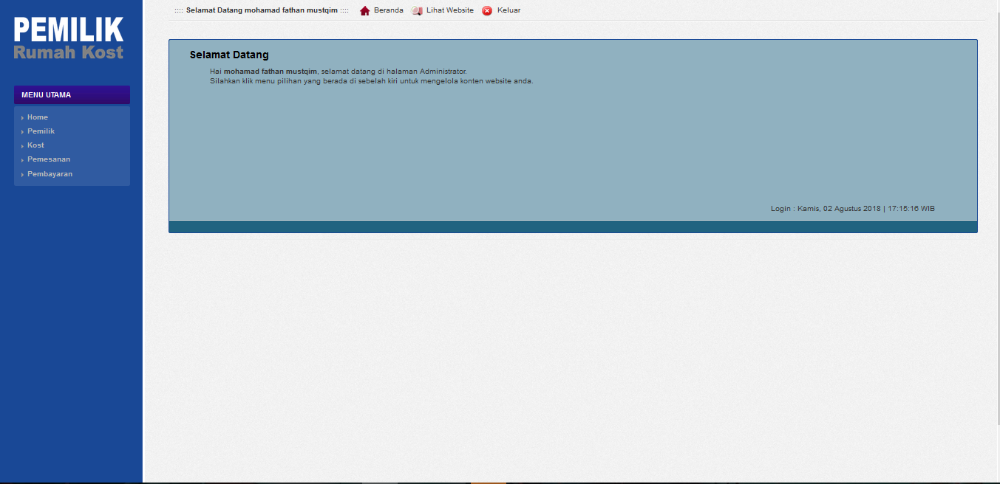 PEMILIK
Rumah Kost
MENU UTAMA
Home
Pemilik
Kost
Pemesanan
Pembayaran
:::: Selamat Datang mohamad fathan mustqim :::: Beranda Lihat Website Keluar
Selamat Datang
Hai mohamad fathan mustqim, selamat datang di halaman Administrator.
Silahkan klik menu pilihan yang berada di sebelah kiri untuk mengelola konten website anda.
Login : Kamis, 02 Agustus 2018 | 17:15:16 WIB